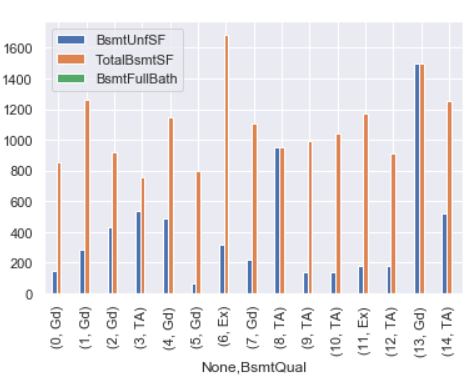 BsmtUnfSF
TotalBsmtSF
BsmtFullBath
1600
1400
1200
1000
800
600
400
200
0
(0, Gd)
(1, Gd)
(2, Gd)
(3, TA)
(4, Gd)
(5, Gd)
(6, Ex)
(7, Gd)
(8, TA)
(9, TA)
(10, TA)
(11, Ex)
(12, TA)
(13, Gd)
(14, TA)
None,BsmtQual